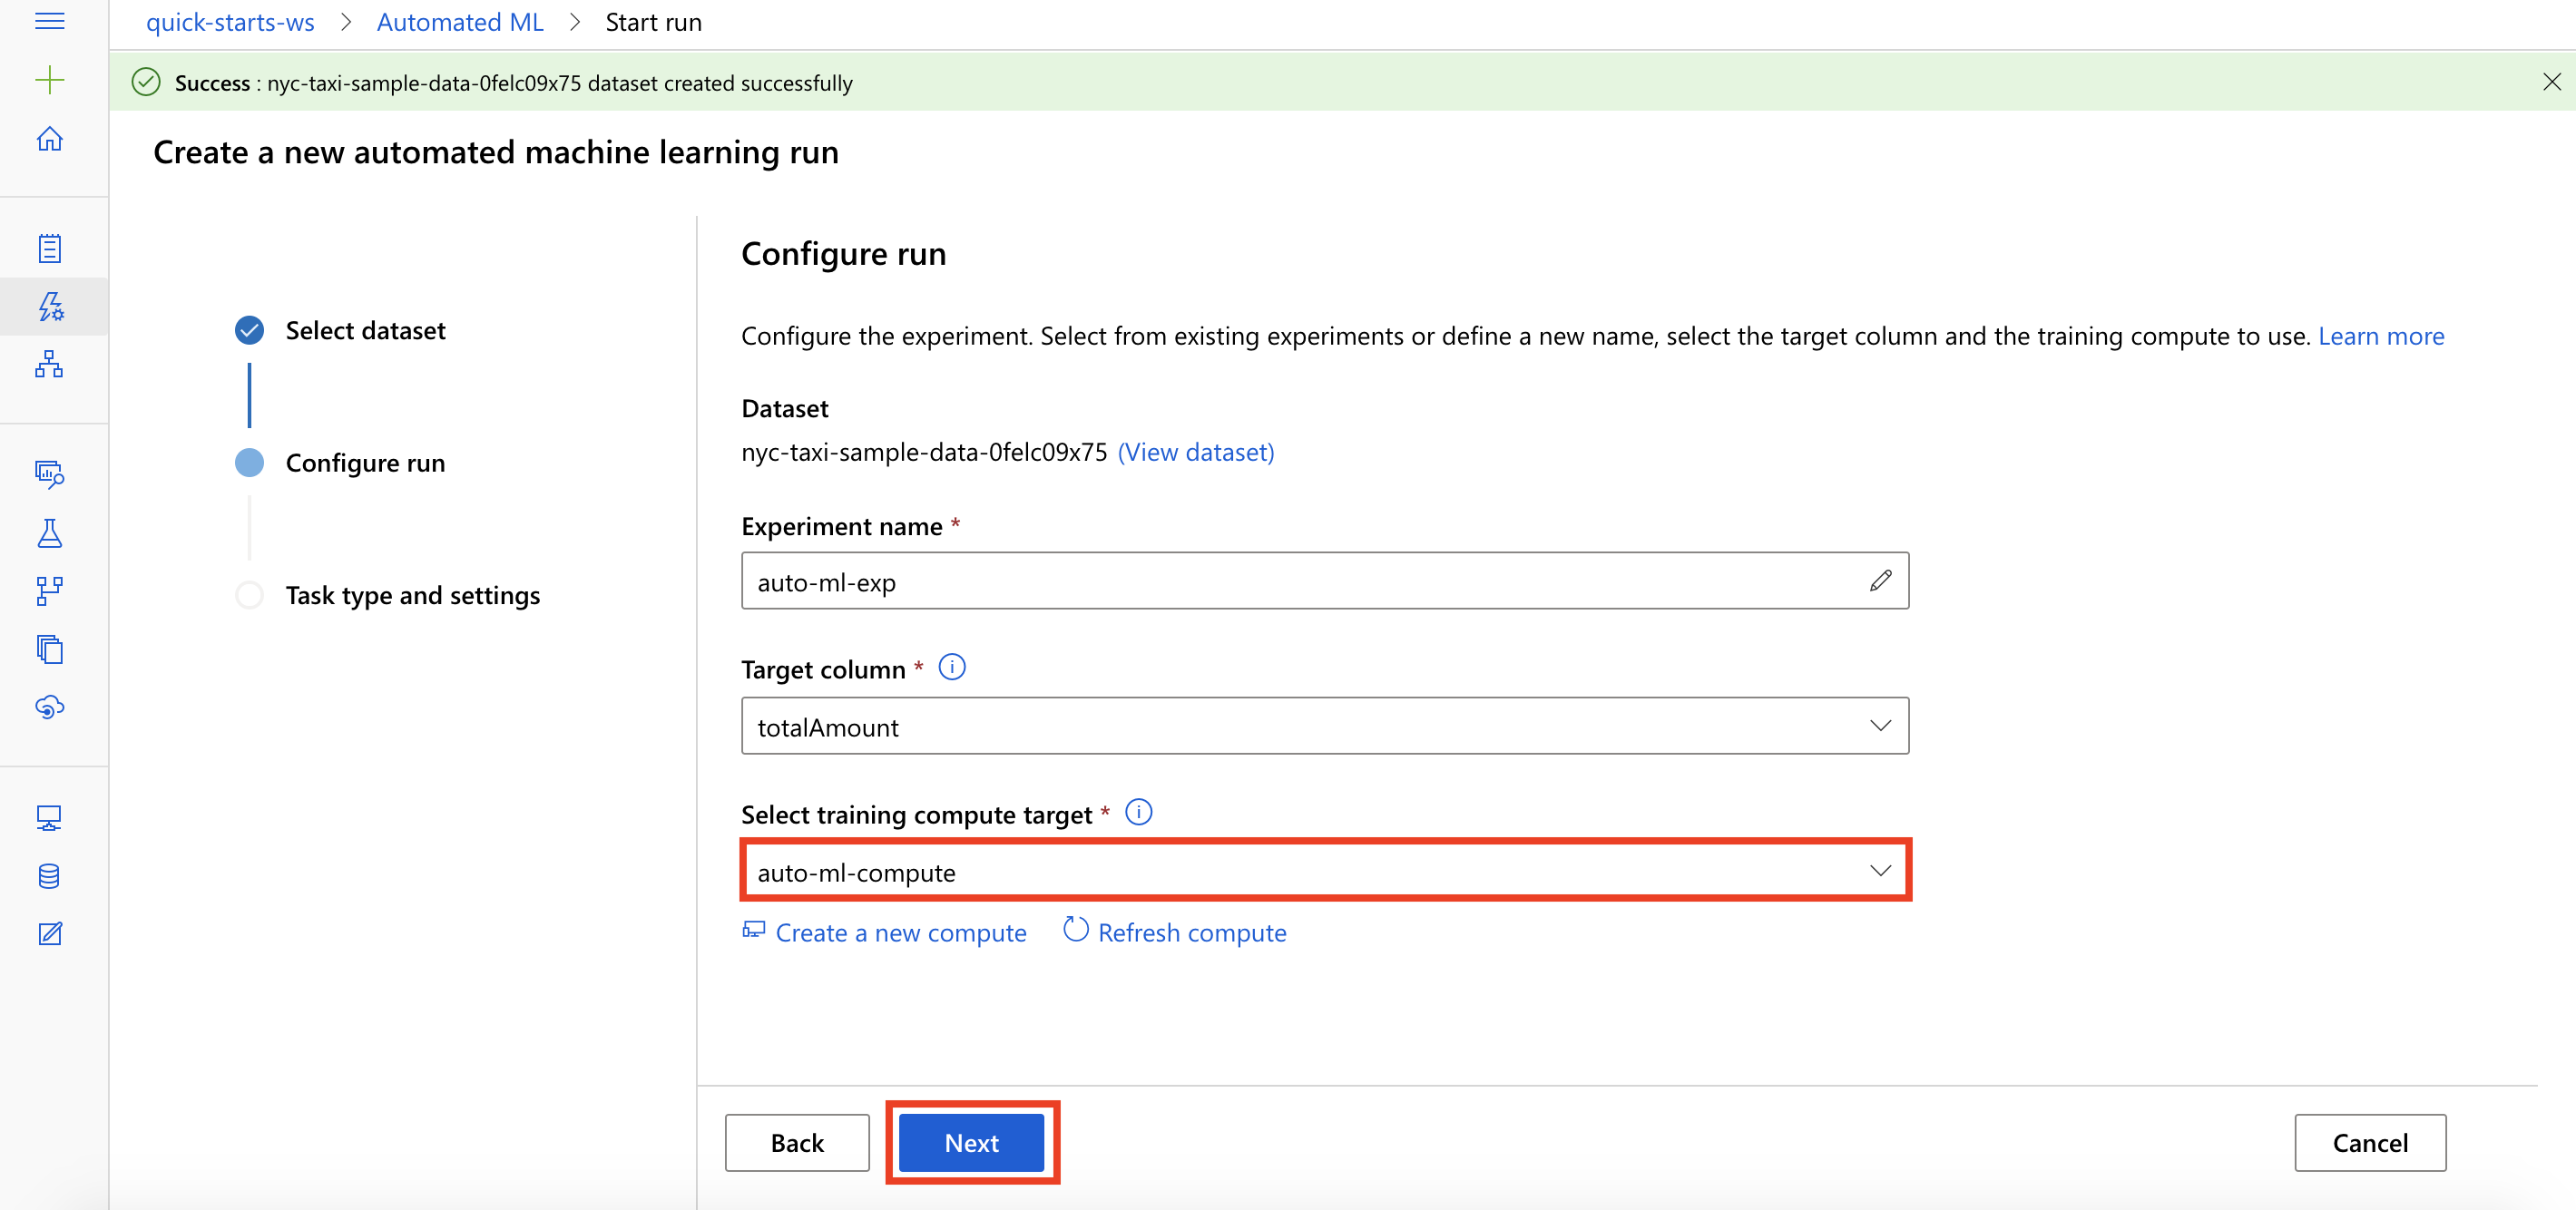 quick-starts-ws > Automated ML > Start run
Success : nyc-taxi-sample-data-0felc09x75 dataset created successfully
Create a new automated machine learning run
Select dataset
Configure run
Task type and settings
Configure run
Configure the experiment. Select from existing experiments or define a new name, select the target column and the training compute to use. Learn more
Dataset
nyc-taxi-sample-data-0felc09x75 (View dataset)
Experiment name *
auto-ml-exp
Target column *
totalAmount
Select training compute target *
auto-ml-compute
Create a new compute Refresh compute
Back Next Cancel